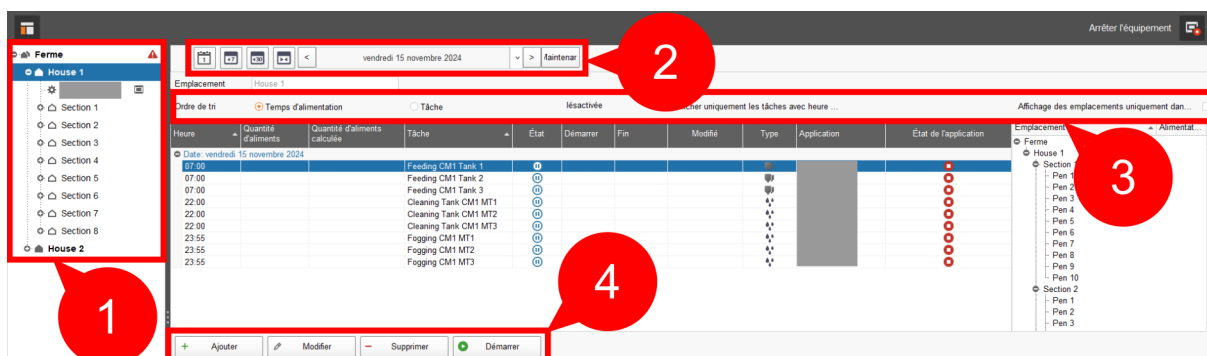 Arrêter l'équipement
Ferme
House 1
Section 1
Section 2
Section 3
Section 4
Section 5
Section 6
Section 7
Section 8
House 2
1
1 +7 +30 < vendredi 15 novembre 2024 > Maintenar
2
Emplacement House 1
Ordre de tri Temps d'alimentation Tâche lésactivée cher uniquement les tâches avec heure ... Affichage des emplacements uniquement dan...
Heure Quantité d'aliments Quantité d'aliments calculée Tâche État Démarrer Fin Modifié Type Application État de l'application
Date: vendredi 15 novembre 2024
07:00 Feeding CM1 Tank 1
07:00 Feeding CM1 Tank 2
07:00 Feeding CM1 Tank 3
22:00 Cleaning Tank CM1 MT1
22:00 Cleaning Tank CM1 MT2
22:00 Cleaning Tank CM1 MT3
23:55 Fogging CM1 MT1
23:55 Fogging CM1 MT2
23:55 Fogging CM1 MT3
Emplacement Alimentat...
Ferme
House 1
Section
Pen 1
Pen 2
Pen 3
Pen 4
Pen 5
Pen 6
Pen 7
Pen 8
Pen 9
Pen 10
Section 2
Pen 1
Pen 2
Pen 3
3
4
+ Ajouter Modifier − Supprimer Démarrer